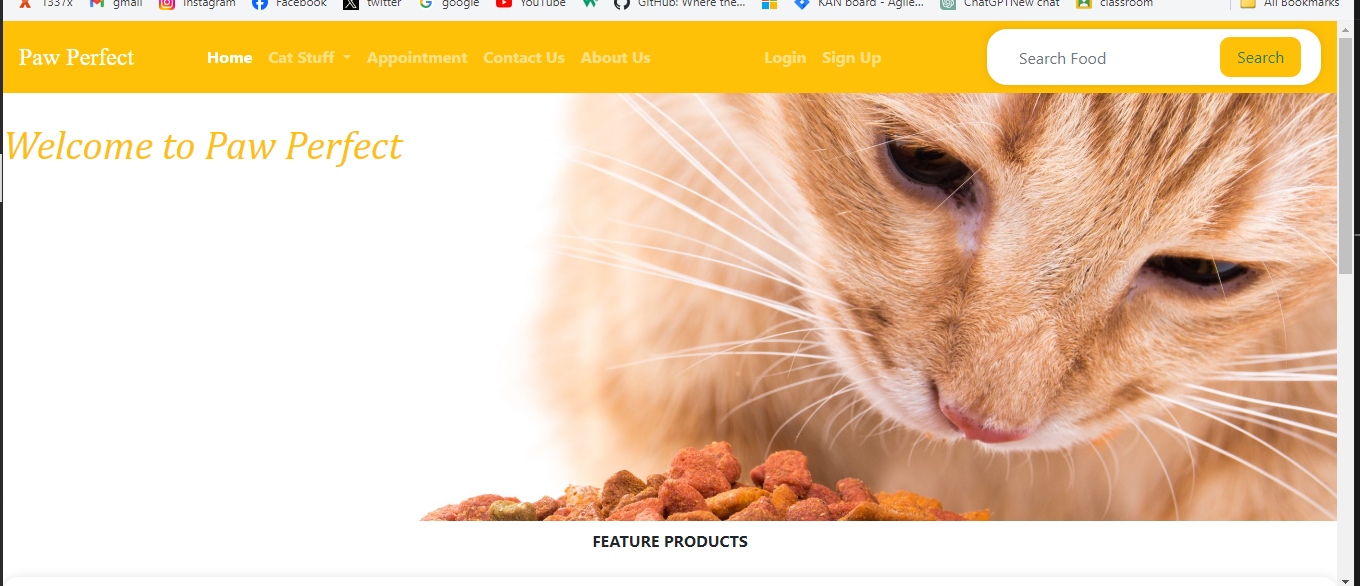 1337x gmail Instagram Facebook twitter google YouTube GitHub: Where the... KAN board - Agile... ChatGPTNew chat classroom All Bookmarks
Paw Perfect Home Cat Stuff Appointment Contact Us About Us Login Sign Up Search Food Search
Welcome to Paw Perfect
FEATURE PRODUCTS